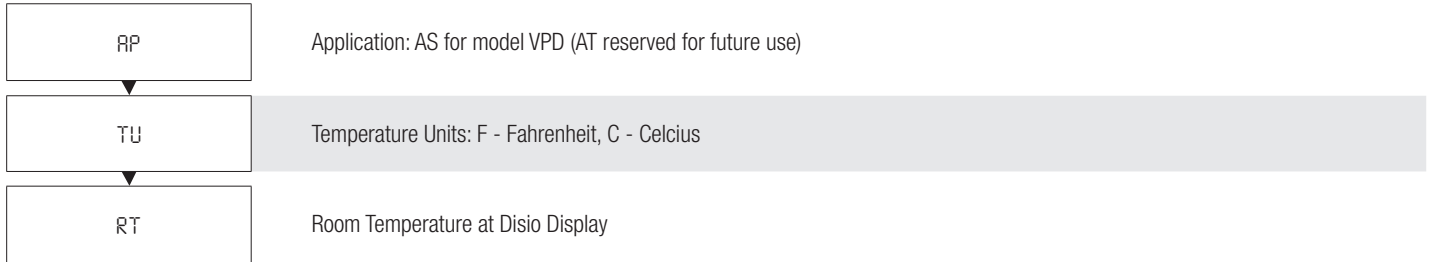 AP
Application: AS for model VPD (AT reserved for future use)
TU
Temperature Units: F - Fahrenheit, C - Celcius
RT
Room Temperature at Disio Display